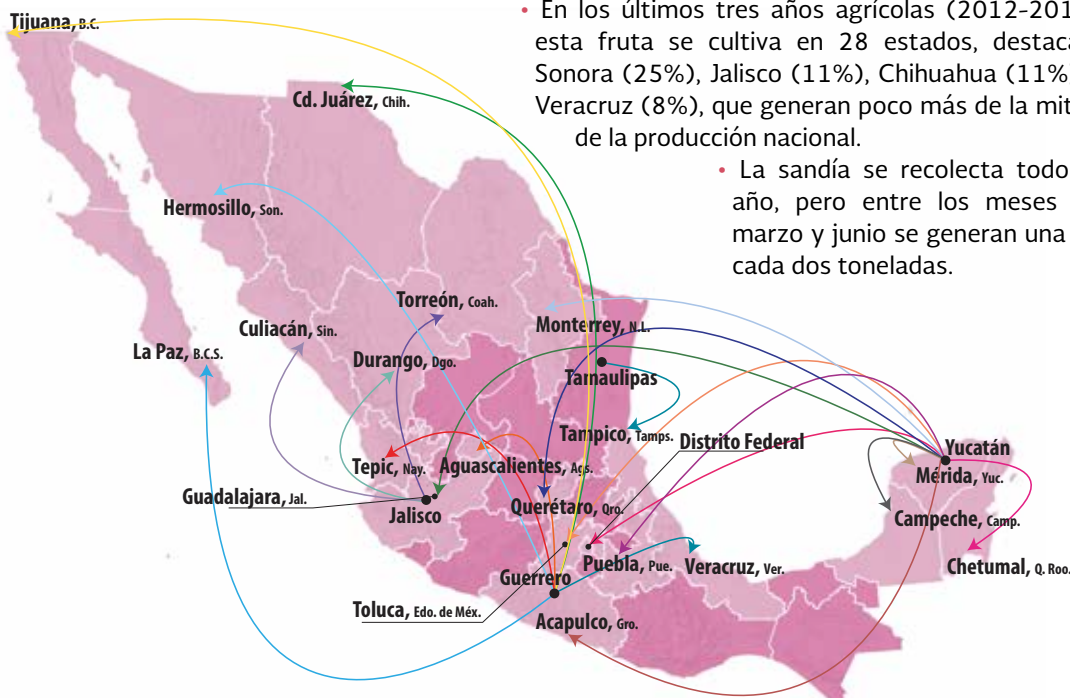 • En los últimos tres años agrícolas (2012-201
esta fruta se cultiva en 28 estados, destaca
Sonora (25%), Jalisco (11%), Chihuahua (11%
Veracruz (8%), que generan poco más de la mit
de la producción nacional.
• La sandía se recolecta todo
año, pero entre los meses
marzo y junio se generan una
cada dos toneladas.
Tijuana, B.C.
Cd. Juárez, Chih.
Hermosillo, Son.
Torreón, Coah.
Culiacán, Sin.
Monterrey, N.L.
La Paz, B.C.S.
Durango, Dgo.
Tamaulipas
Tampico, Tamps.
Distrito Federal
Yucatán
Tepic, Nay.
Aguascalientes, Ags.
Mérida, Yuc.
Guadalajara, Jal.
Jalisco
Querétaro, Qro.
Campeche, Camp.
Guerrero
Puebla, Pue.
Veracruz, Ver.
Chetumal, Q. Roo.
Toluca, Edo. de Méx.
Acapulco, Gro.